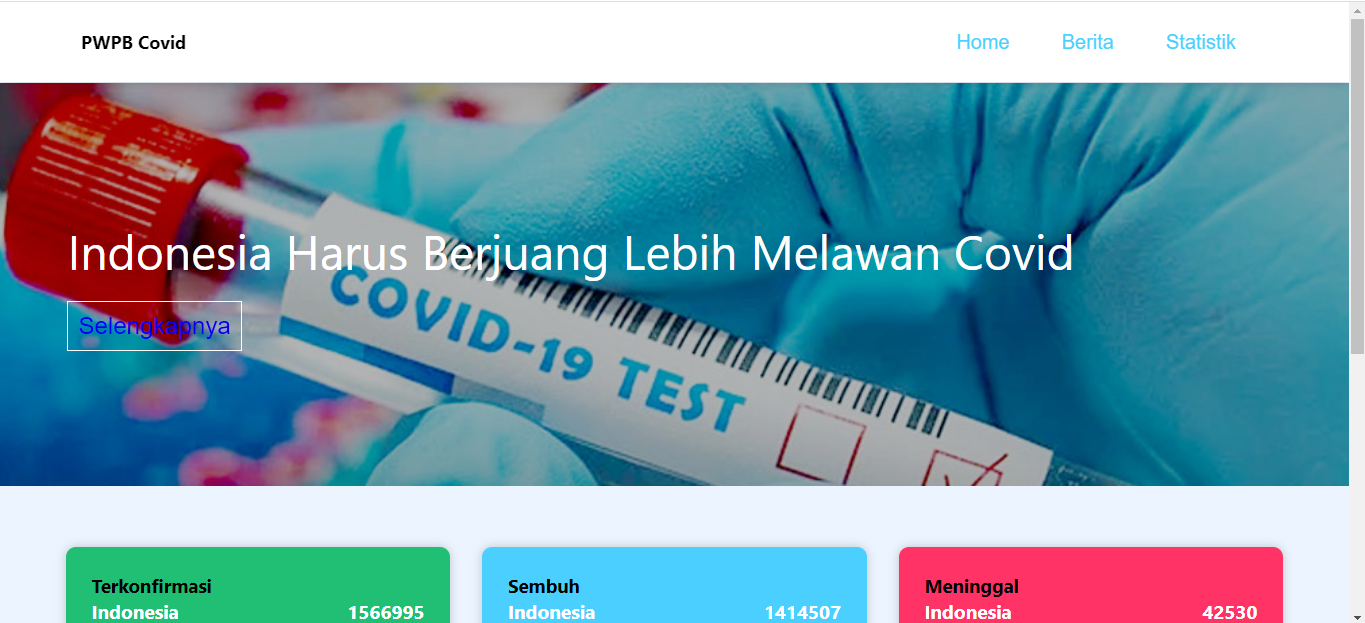 PWPB Covid
Home Berita Statistik
Indonesia Harus Berjuang Lebih Melawan Covid
Selengkapnya
COVID-19 TEST
Terkonfirmasi
Indonesia 1566995
Sembuh
Indonesia 1414507
Meninggal
Indonesia 42530